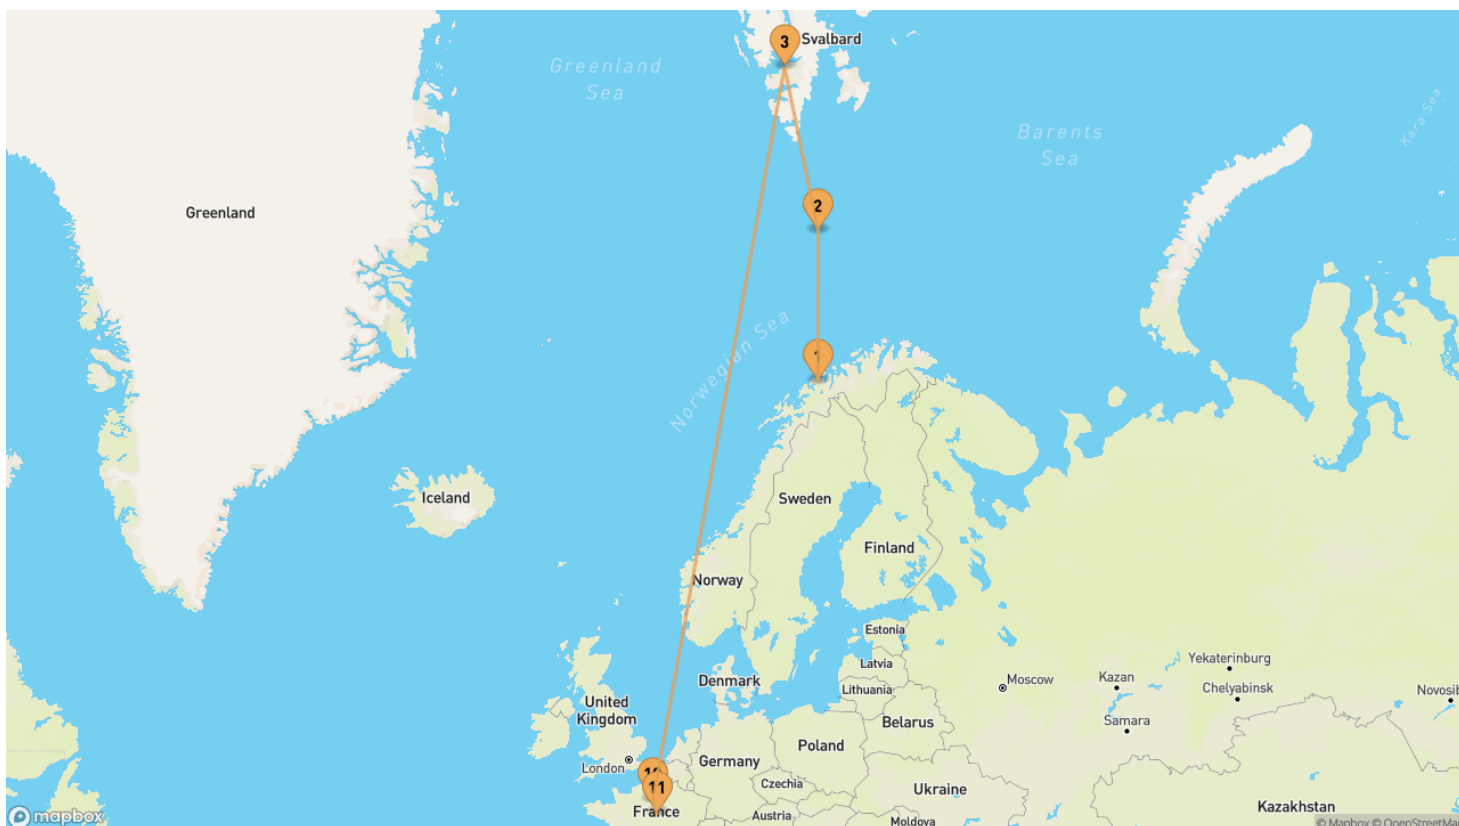 3
Svalbard
Greenland
Sea
Barents
Sea
Kara Sea
2
Greenland
1
Norwegian Sea
Iceland
Sweden
Finland
Norway
Estonia
Yekaterinburg
Latvia
Moscow
Kazan
Denmark
Chelyabinsk
Lithuania
Novosib
United
Kingdom
Belarus
Samara
Poland
London
Germany
10
Czechia
11
Ukraine
France
Kazakhstan
Austria
Moldova
mapbox
© Mapbox © OpenStreetMap